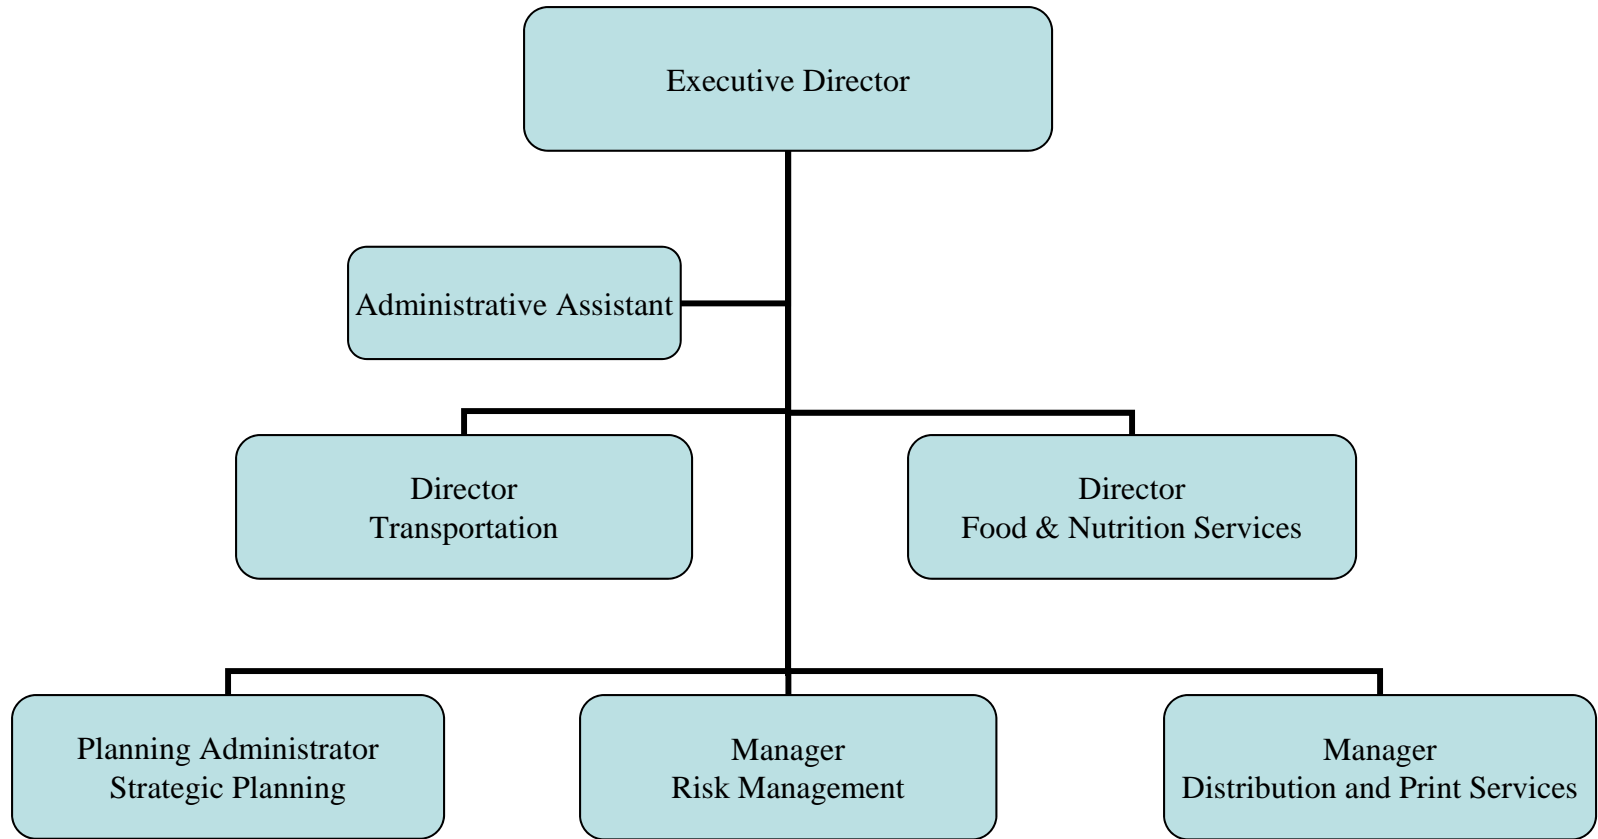 Executive Director
Administrative Assistant
Director
Transportation
Director
Food & Nutrition Services
Planning Administrator
Strategic Planning
Manager
Risk Management
Manager
Distribution and Print Services